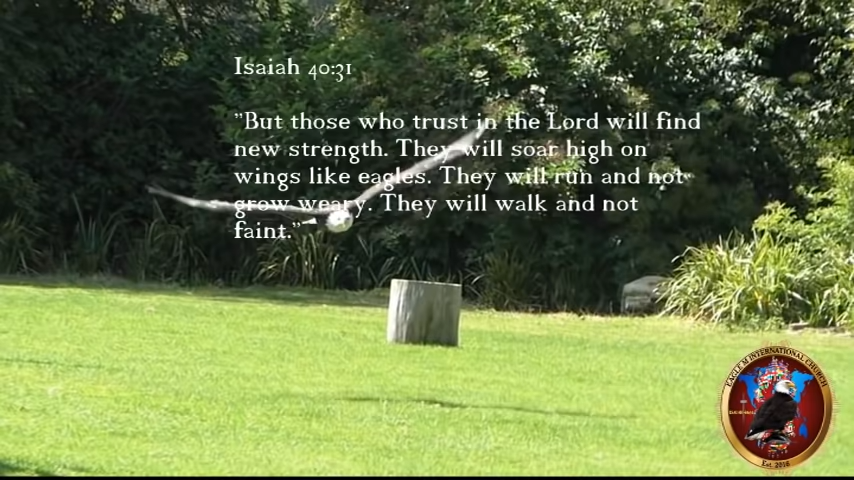 Isaiah 40:31
"But those who trust in the Lord will find
new strength. They will soar high on
wings like eagles. They will run and not
grow weary. They will walk and not
faint."
EAGLE M INTERNATIONAL CHURCH
Est. 2016